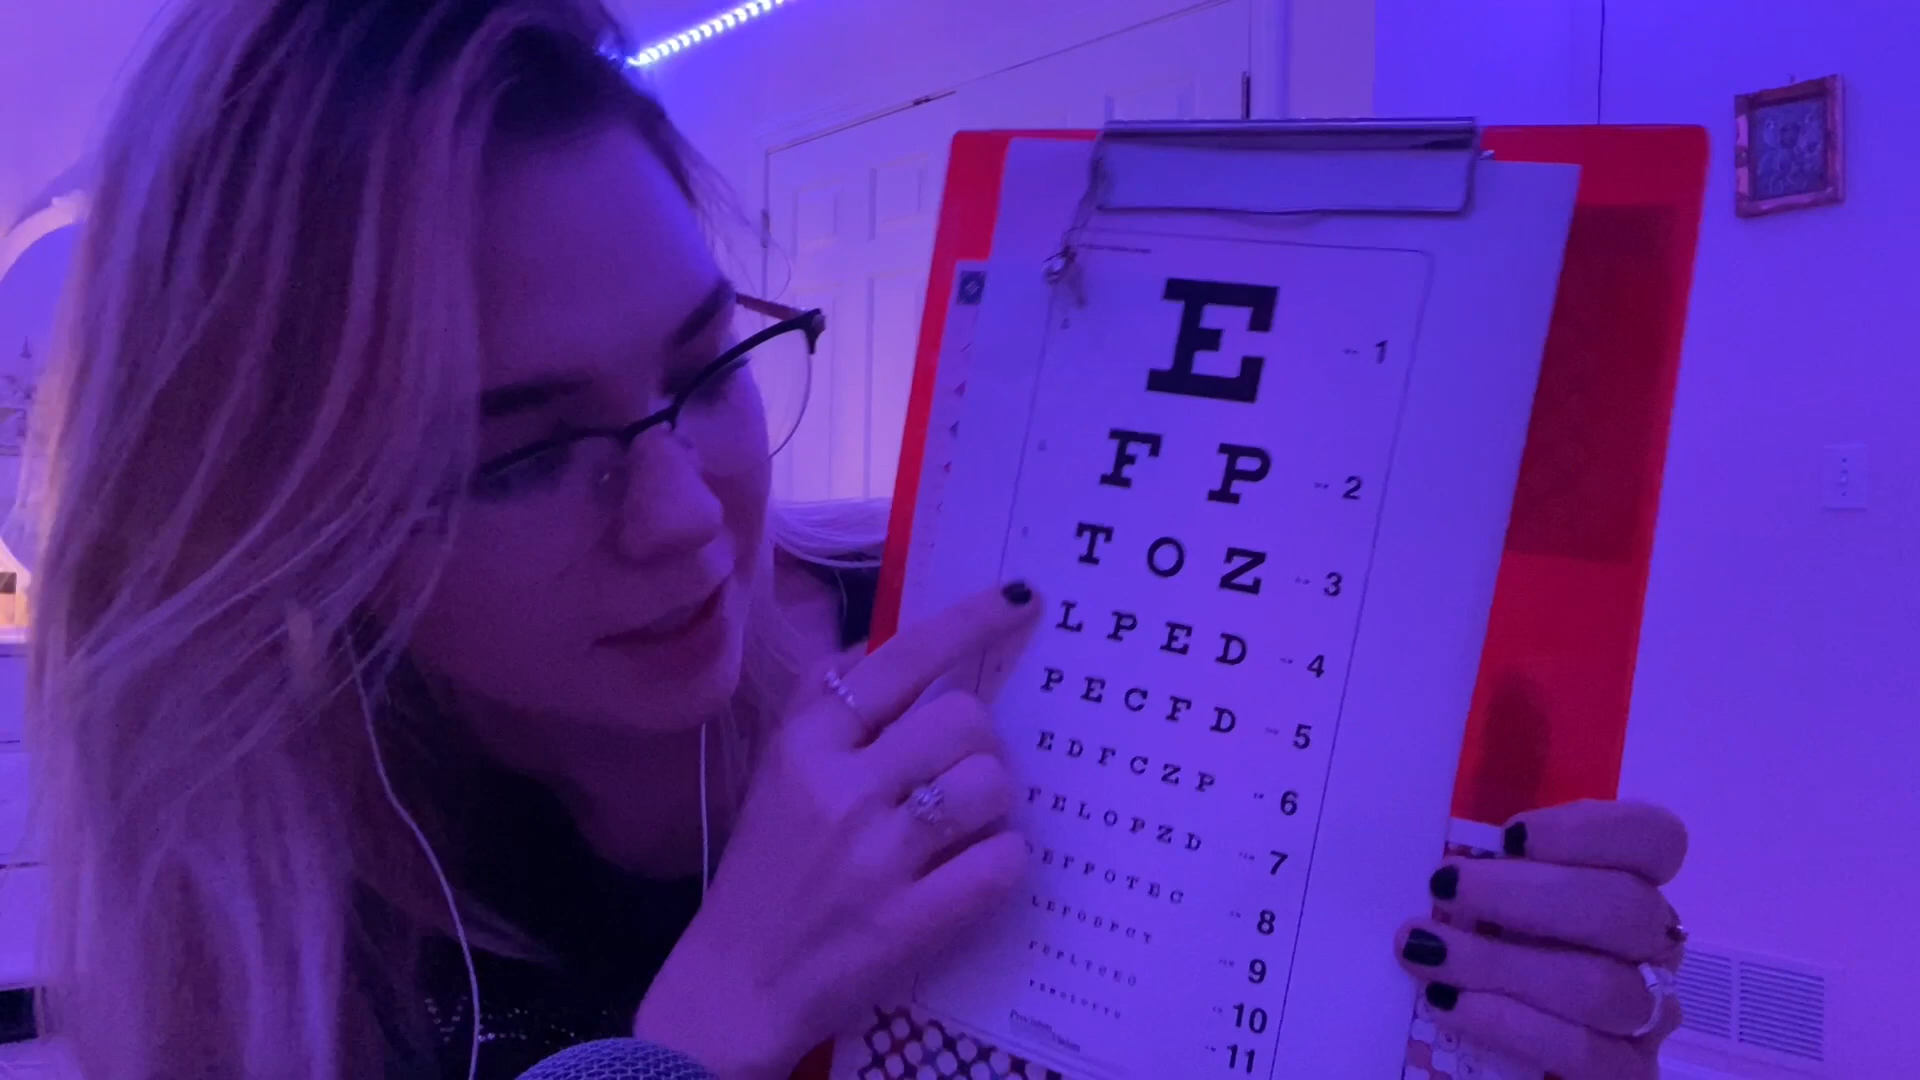 E 1
F P 2
T O Z 3
L P E D 4
P E C F D 5
E D F C Z P 6
F E L O P Z D 7
D E F P O T E C 8
9
10
11